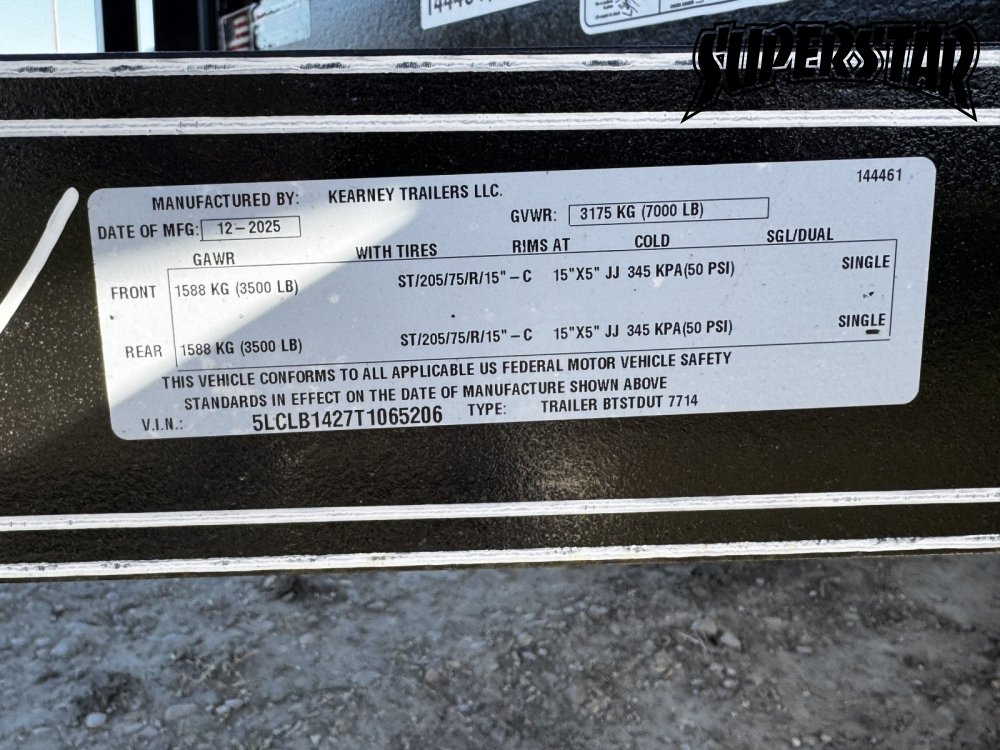 SUPERSTAR
144461
MANUFACTURED BY: KEARNEY TRAILERS LLC.
DATE OF MFG: 12-2025 GVWR: 3175 KG (7000 LB)
GAWR WITH TIRES RIMS AT COLD SGL/DUAL
FRONT 1588 KG (3500 LB) ST/205/75/R/15" – C 15"X5" JJ 345 KPA(50 PSI) SINGLE
REAR 1588 KG (3500 LB) ST/205/75/R/15" – C 15"X5" JJ 345 KPA(50 PSI) SINGLE
THIS VEHICLE CONFORMS TO ALL APPLICABLE US FEDERAL MOTOR VEHICLE SAFETY
STANDARDS IN EFFECT ON THE DATE OF MANUFACTURE SHOWN ABOVE
V.I.N.: 5LCLB1427T1065206 TYPE: TRAILER BTSTDUT 7714